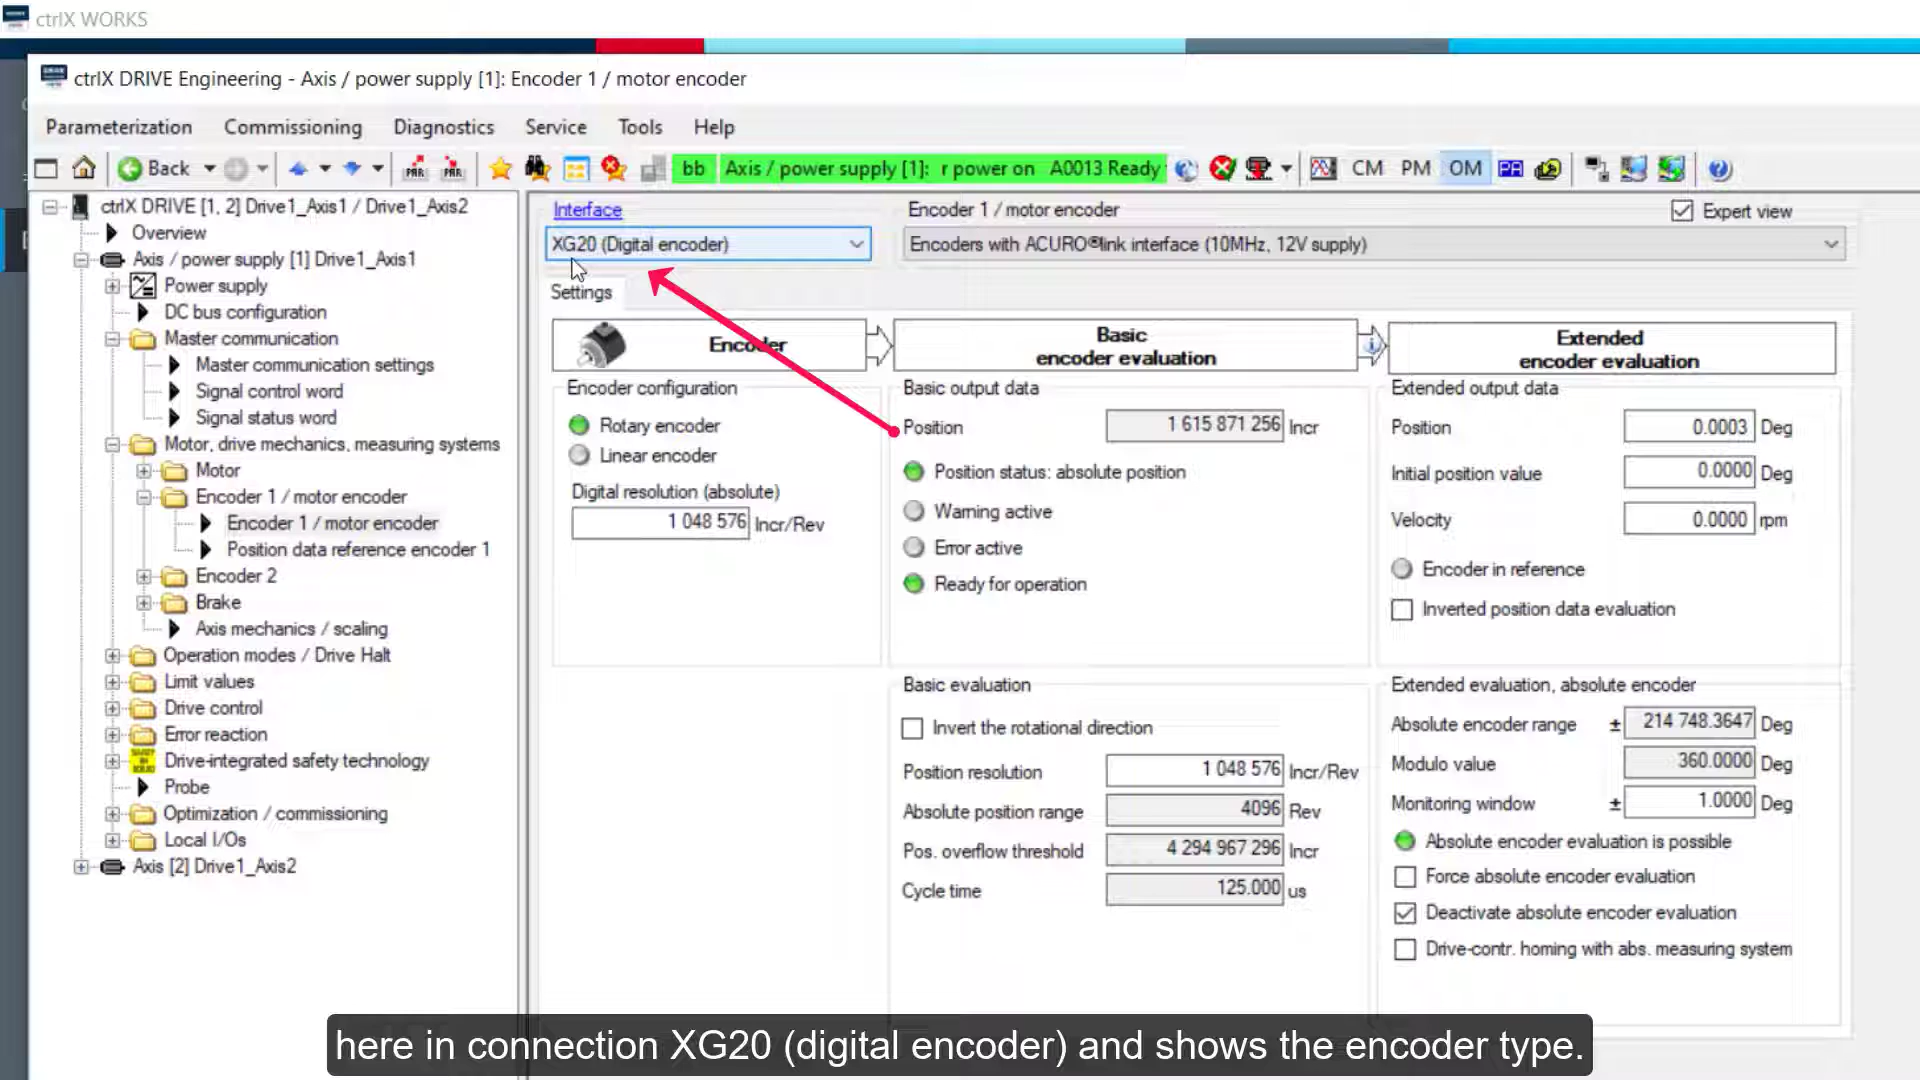 ctrlX WORKS
ctrlX DRIVE Engineering - Axis / power supply [1]: Encoder 1 / motor encoder
Parameterization Commissioning Diagnostics Service Tools Help
Back PAR PAR bb Axis / power supply [1]: r power on A0013 Ready CM PM OM
ctrlX DRIVE [1, 2] Drive1_Axis1 / Drive1_Axis2
Overview
Axis / power supply [1] Drive1_Axis1
Power supply
DC bus configuration
Master communication
Master communication settings
Signal control word
Signal status word
Motor, drive mechanics, measuring systems
Motor
Encoder 1 / motor encoder
Encoder 1 / motor encoder
Position data reference encoder 1
Encoder 2
Brake
Axis mechanics / scaling
Operation modes / Drive Halt
Limit values
Drive control
Error reaction
Drive-integrated safety technology
Probe
Optimization / commissioning
Local I/Os
Axis [2] Drive1_Axis2
Interface
XG20 (Digital encoder)
Encoder 1 / motor encoder
Expert view
Encoders with ACURO®link interface (10MHz, 12V supply)
Settings
Encoder
Basic
encoder evaluation
Extended
encoder evaluation
Encoder configuration
Rotary encoder
Linear encoder
Digital resolution (absolute)
1 048 576 Incr/Rev
Basic output data
Position 1 615 871 256 Incr
Position status: absolute position
Warning active
Error active
Ready for operation
Basic evaluation
Invert the rotational direction
Position resolution 1 048 576 Incr/Rev
Absolute position range 4096 Rev
Pos. overflow threshold 4 294 967 296 Incr
Cycle time 125.000 us
Extended output data
Position 0.0003 Deg
Initial position value 0.0000 Deg
Velocity 0.0000 rpm
Encoder in reference
Inverted position data evaluation
Extended evaluation, absolute encoder
Absolute encoder range ± 214 748.3647 Deg
Modulo value 360.0000 Deg
Monitoring window ± 1.0000 Deg
Absolute encoder evaluation is possible
Force absolute encoder evaluation
Deactivate absolute encoder evaluation
Drive-contr. homing with abs. measuring system
here in connection XG20 (digital encoder) and shows the encoder type.